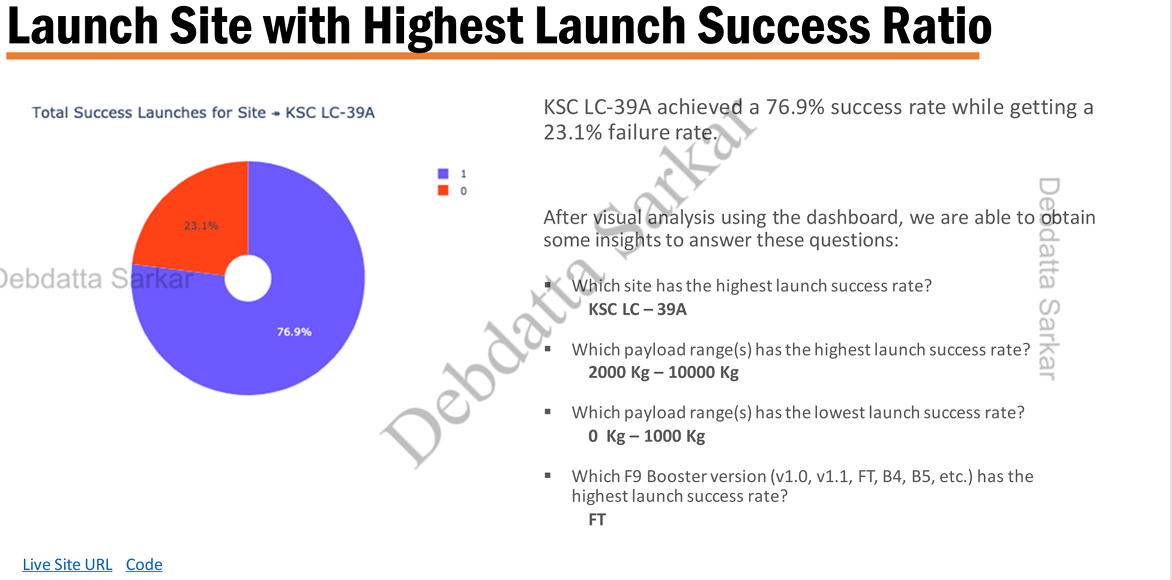 Launch Site with Highest Launch Success Ratio
Total Success Launches for Site → KSC LC-39A
1
0
23.1%
76.9%
KSC LC-39A achieved a 76.9% success rate while getting a
23.1% failure rate.
After visual analysis using the dashboard, we are able to obtain
some insights to answer these questions:
▪ Which site has the highest launch success rate?
KSC LC – 39A
▪ Which payload range(s) has the highest launch success rate?
2000 Kg – 10000 Kg
▪ Which payload range(s) has the lowest launch success rate?
0 Kg – 1000 Kg
▪ Which F9 Booster version (v1.0, v1.1, FT, B4, B5, etc.) has the
highest launch success rate?
FT
Live Site URL Code
Debdatta Sarkar
Debdatta Sarkar
Debdatta Sarkar